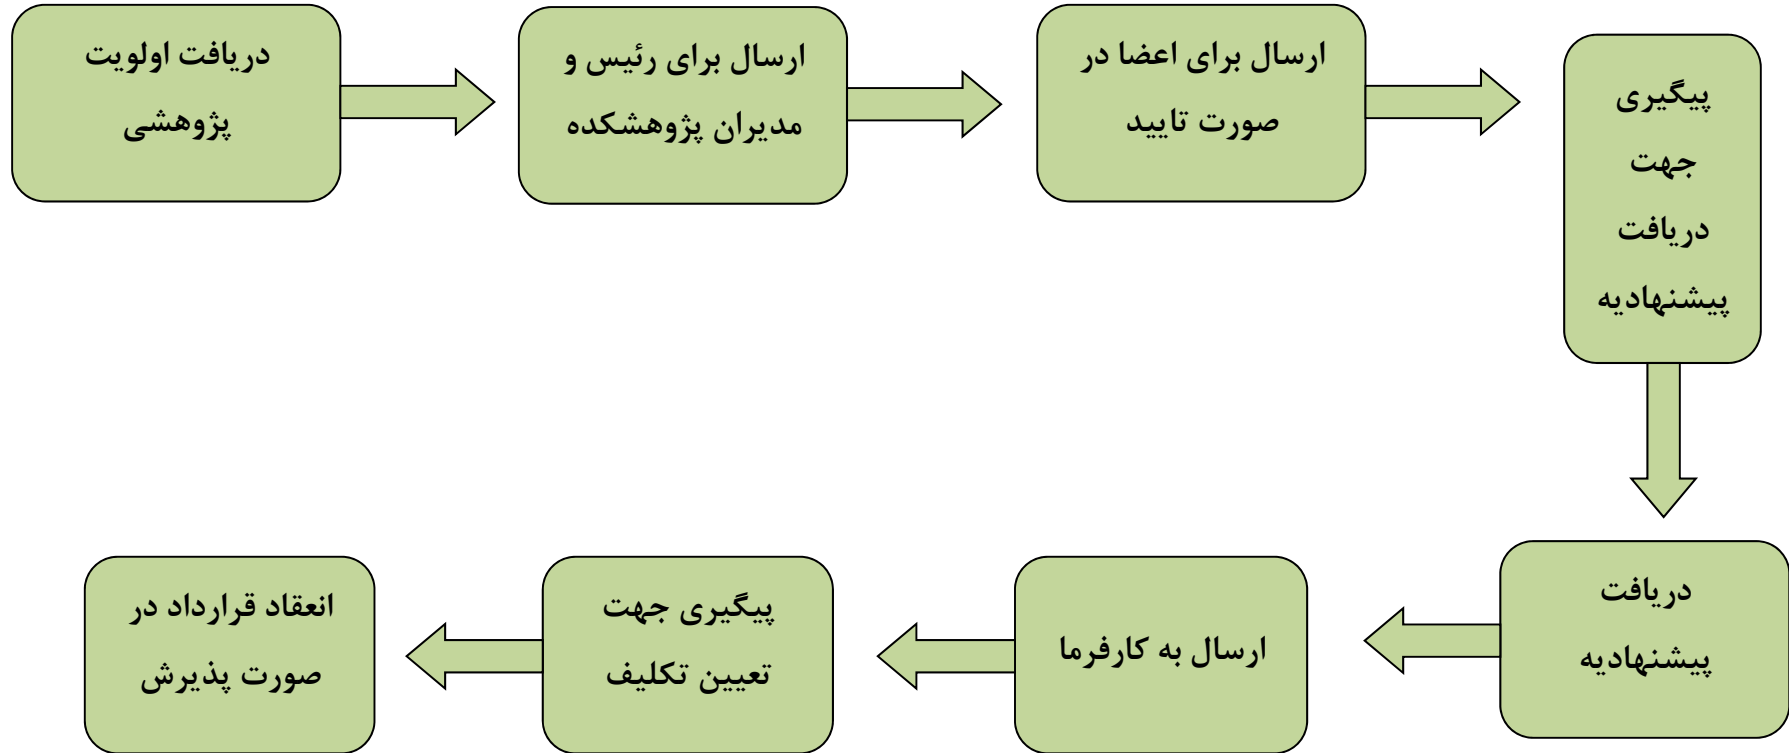 دریافت اولویت
پژوهشی
ارسال برای رئیس و
مدیران پژوهشکده
ارسال برای اعضا در
صورت تایید
پیگیری
جهت
دریافت
پیشنهادیه
دریافت
پیشنهادیه
ارسال به کارفرما
پیگیری جهت
تعیین تکلیف
انعقاد قرارداد در
صورت پذیرش